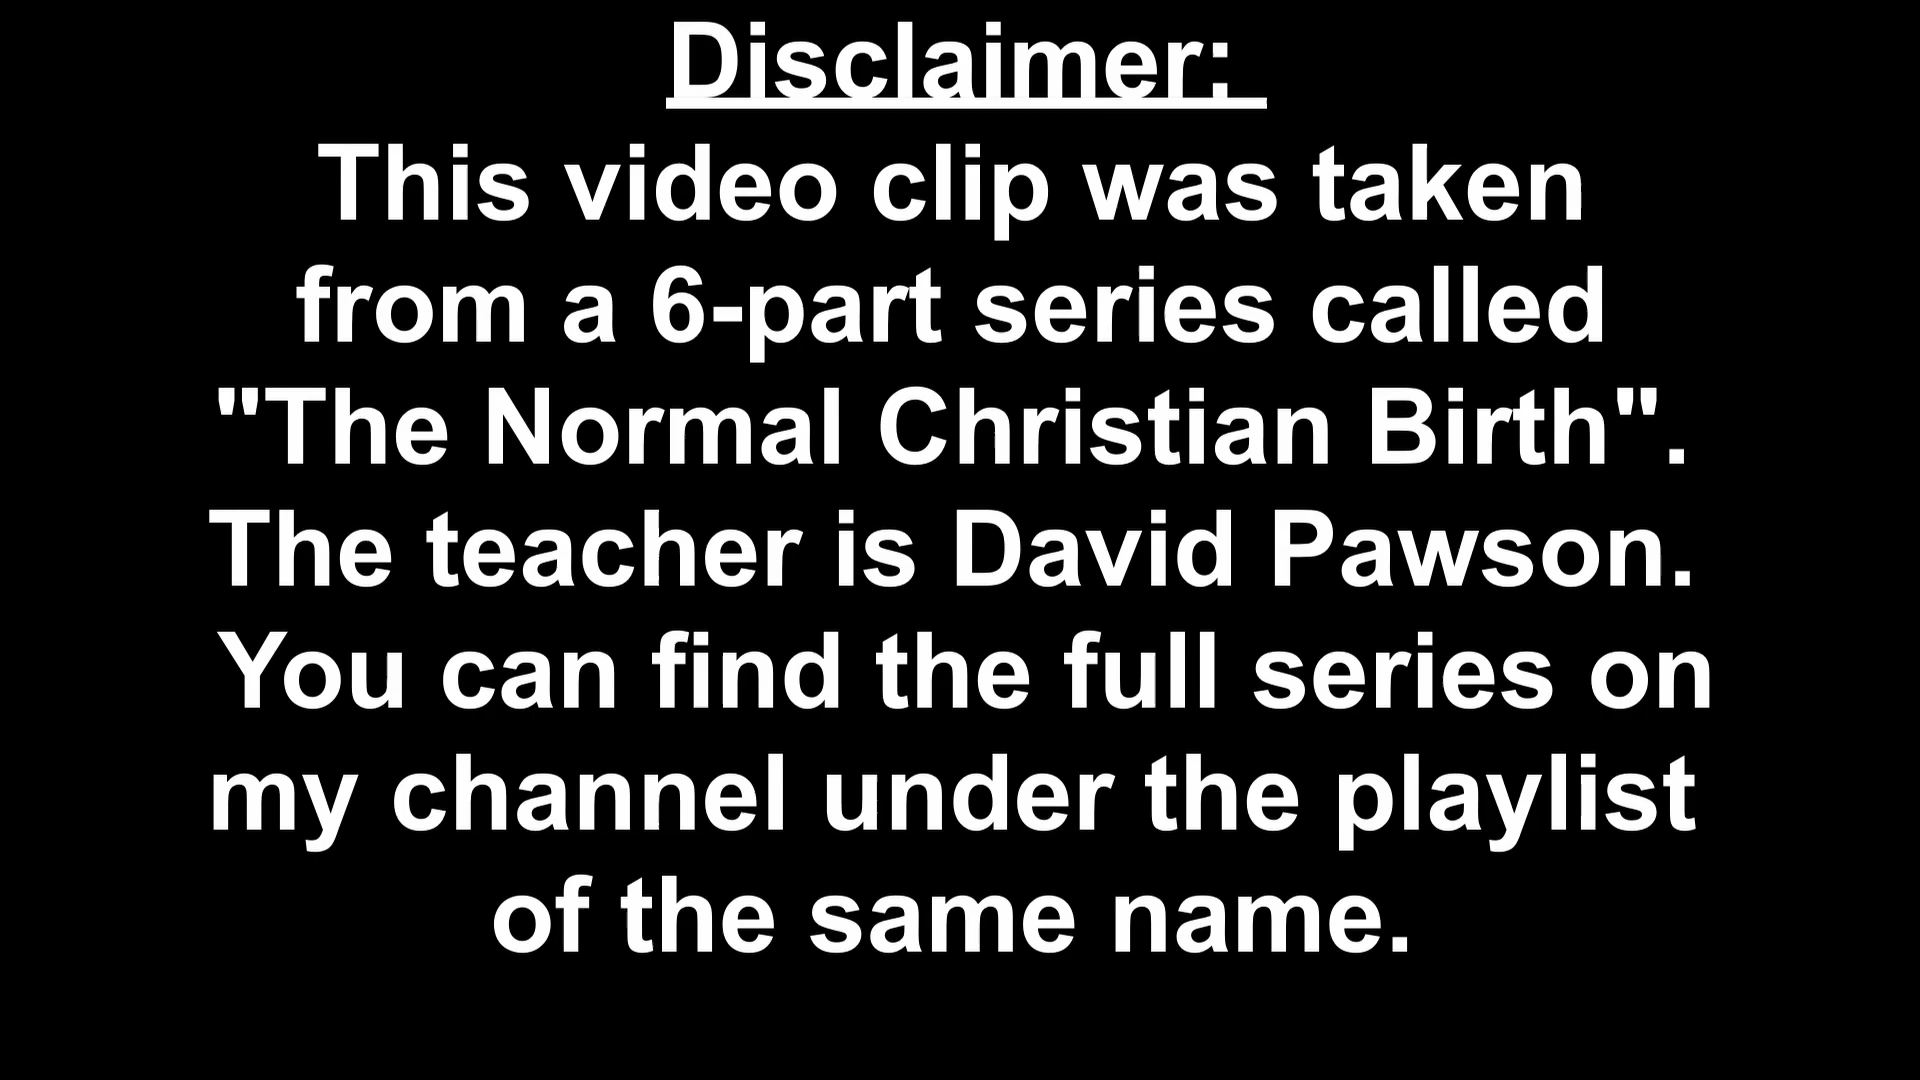 Disclaimer:
This video clip was taken
from a 6-part series called
"The Normal Christian Birth".
The teacher is David Pawson.
You can find the full series on
my channel under the playlist
of the same name.